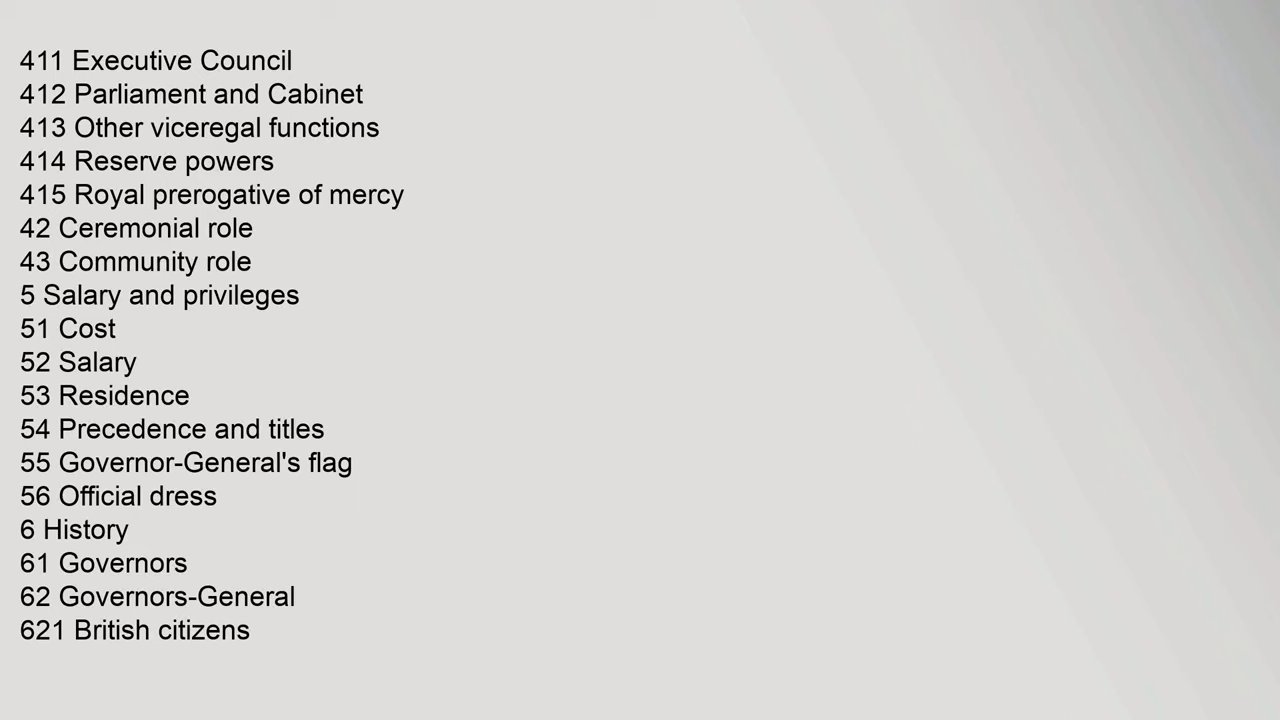 411 Executive Council
412 Parliament and Cabinet
413 Other viceregal functions
414 Reserve powers
415 Royal prerogative of mercy
42 Ceremonial role
43 Community role
5 Salary and privileges
51 Cost
52 Salary
53 Residence
54 Precedence and titles
55 Governor-General's flag
56 Official dress
6 History
61 Governors
62 Governors-General
621 British citizens